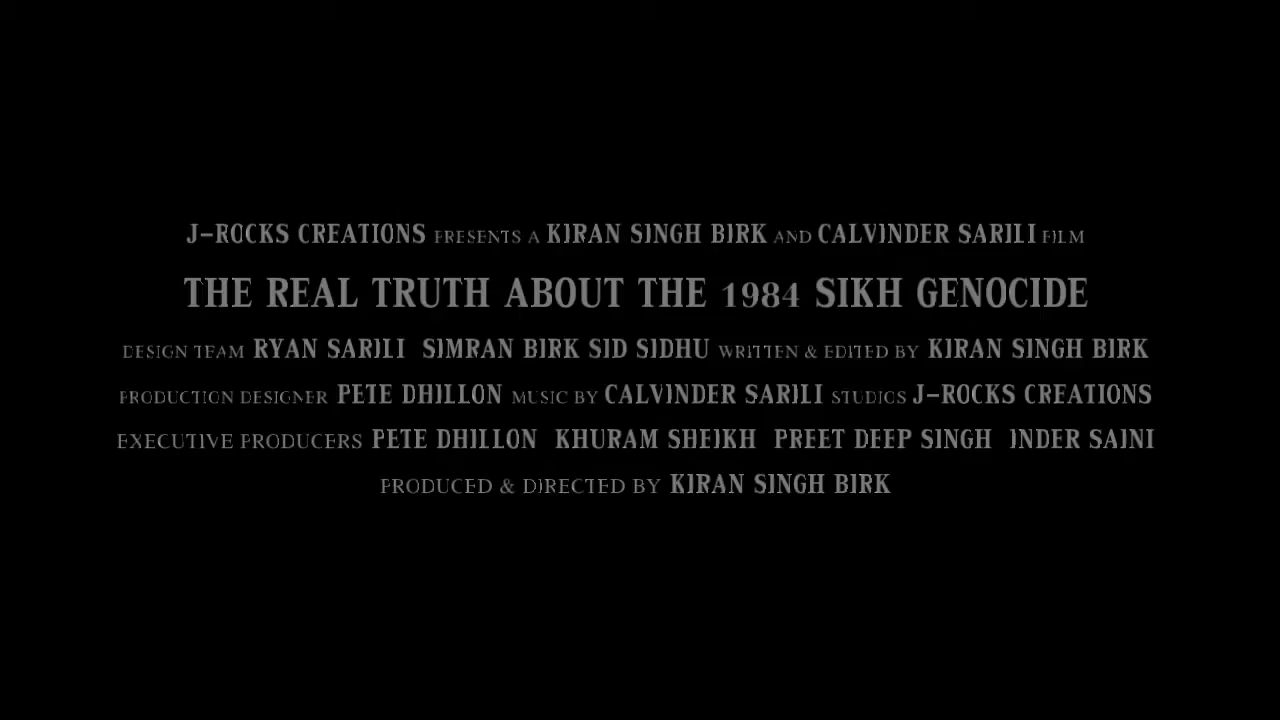 J-ROCKS CREATIONS PRESENTS A KIRAN SINGH BIRK AND CALVINDER SARILI FILM
THE REAL TRUTH ABOUT THE 1984 SIKH GENOCIDE
DESIGN TEAM RYAN SARILI SIMRAN BIRK SID SIDHU WRITTEN & EDITED BY KIRAN SINGH BIRK
PRODUCTION DESIGNER PETE DHILLON MUSIC BY CALVINDER SARILI STUDIOS J-ROCKS CREATIONS
EXECUTIVE PRODUCERS PETE DHILLON KHURAM SHEIKH PREET DEEP SINGH INDER SAINI
PRODUCED & DIRECTED BY KIRAN SINGH BIRK